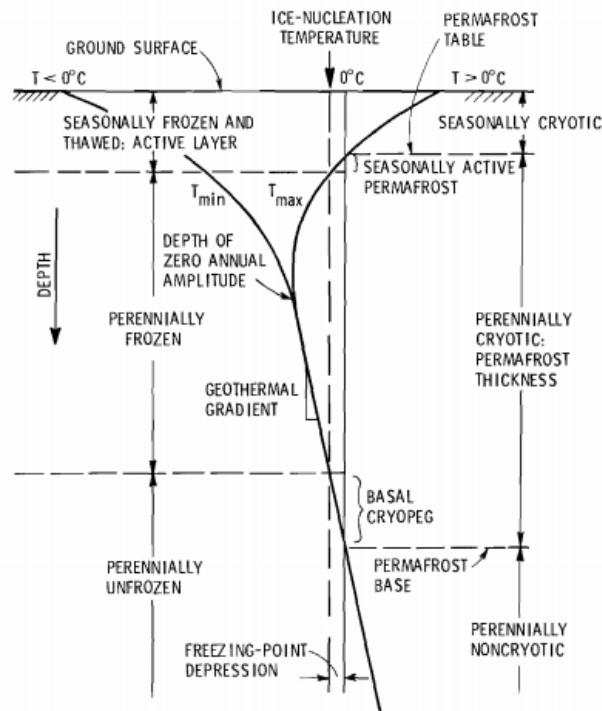 ICE-NUCLEATION
TEMPERATURE
PERMAFROST
TABLE
GROUND SURFACE
T < 0°C
0°C
T > 0°C
SEASONALLY FROZEN AND
THAWED: ACTIVE LAYER
SEASONALLY CRYOTIC
SEASONALLY ACTIVE
PERMAFROST
Tmin
Tmax
DEPTH OF
ZERO ANNUAL
AMPLITUDE
DEPTH
PERENNIALLY
FROZEN
PERENNIALLY
CRYOTIC:
PERMAFROST
THICKNESS
GEOTHERMAL
GRADIENT
BASAL
CRYOPEG
PERENNIALLY
UNFROZEN
PERMAFROST
BASE
PERENNIALLY
NONCRYOTIC
FREEZING-POINT
DEPRESSION